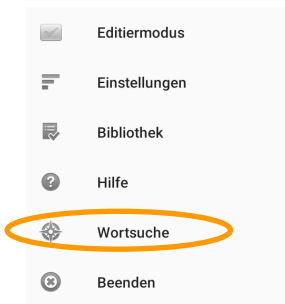 Editiermodus
Einstellungen
Bibliothek
Hilfe
Wortsuche
Beenden